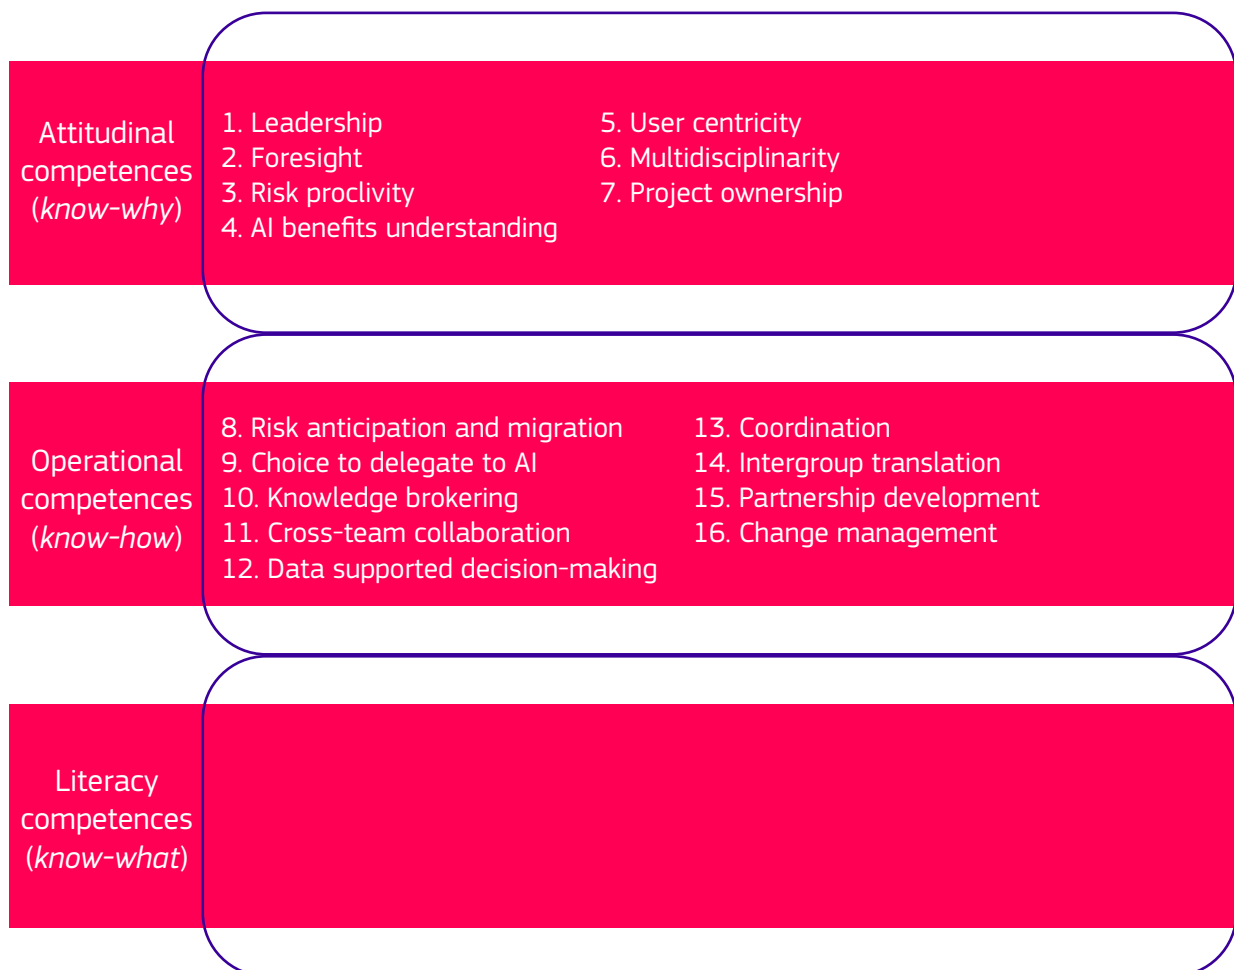 Attitudinal
competences
(know-why)
1. Leadership
2. Foresight
3. Risk proclivity
4. AI benefits understanding
5. User centricity
6. Multidisciplinarity
7. Project ownership
Operational
competences
(know-how)
8. Risk anticipation and migration
9. Choice to delegate to AI
10. Knowledge brokering
11. Cross-team collaboration
12. Data supported decision-making
13. Coordination
14. Intergroup translation
15. Partnership development
16. Change management
Literacy
competences
(know-what)